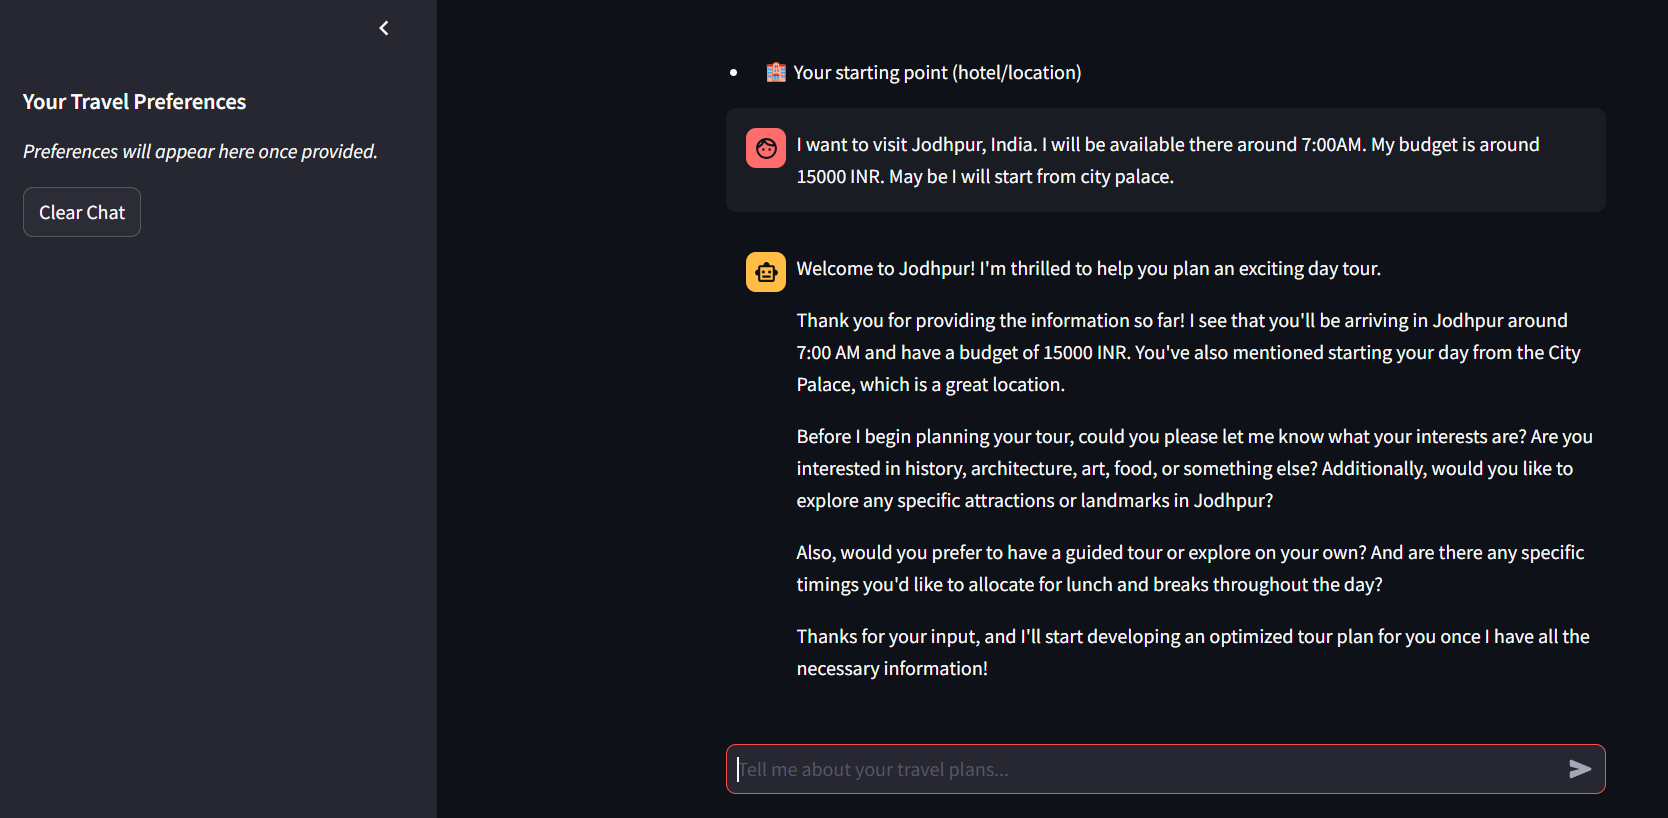 Your Travel Preferences
Preferences will appear here once provided.
Clear Chat
Your starting point (hotel/location)
I want to visit Jodhpur, India. I will be available there around 7:00AM. My budget is around
15000 INR. May be I will start from city palace.
Welcome to Jodhpur! I'm thrilled to help you plan an exciting day tour.
Thank you for providing the information so far! I see that you'll be arriving in Jodhpur around
7:00 AM and have a budget of 15000 INR. You've also mentioned starting your day from the City
Palace, which is a great location.
Before I begin planning your tour, could you please let me know what your interests are? Are you
interested in history, architecture, art, food, or something else? Additionally, would you like to
explore any specific attractions or landmarks in Jodhpur?
Also, would you prefer to have a guided tour or explore on your own? And are there any specific
timings you'd like to allocate for lunch and breaks throughout the day?
Thanks for your input, and I'll start developing an optimized tour plan for you once I have all the
necessary information!
Tell me about your travel plans...